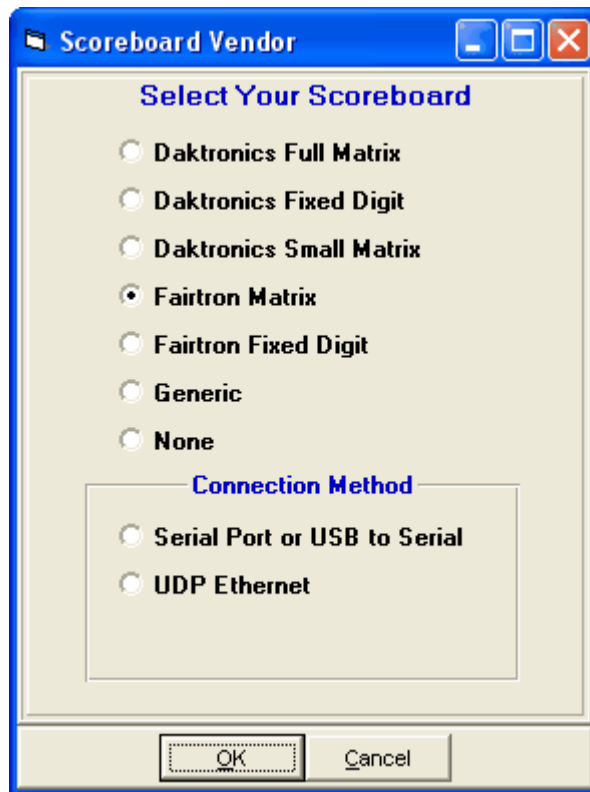 Scoreboard Vendor
Select Your Scoreboard
Daktronics Full Matrix
Daktronics Fixed Digit
Daktronics Small Matrix
Fairtron Matrix
Fairtron Fixed Digit
Generic
None
Connection Method
Serial Port or USB to Serial
UDP Ethernet
OK Cancel